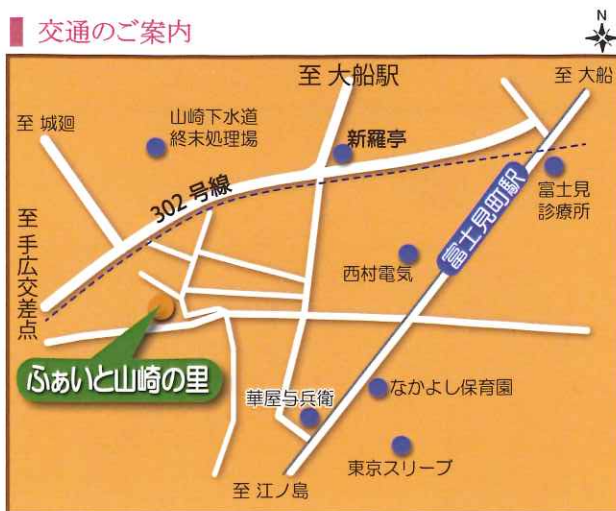 交通のご案内
N
至 大船駅
至 大船
至 城廻
山崎下水道
終末処理場
新羅亭
302 号線
富士見町駅
富士見
診療所
至 手広交差点
西村電気
ふぁいと山崎の里
華屋与兵衛
なかよし保育園
東京スリーブ
至 江ノ島